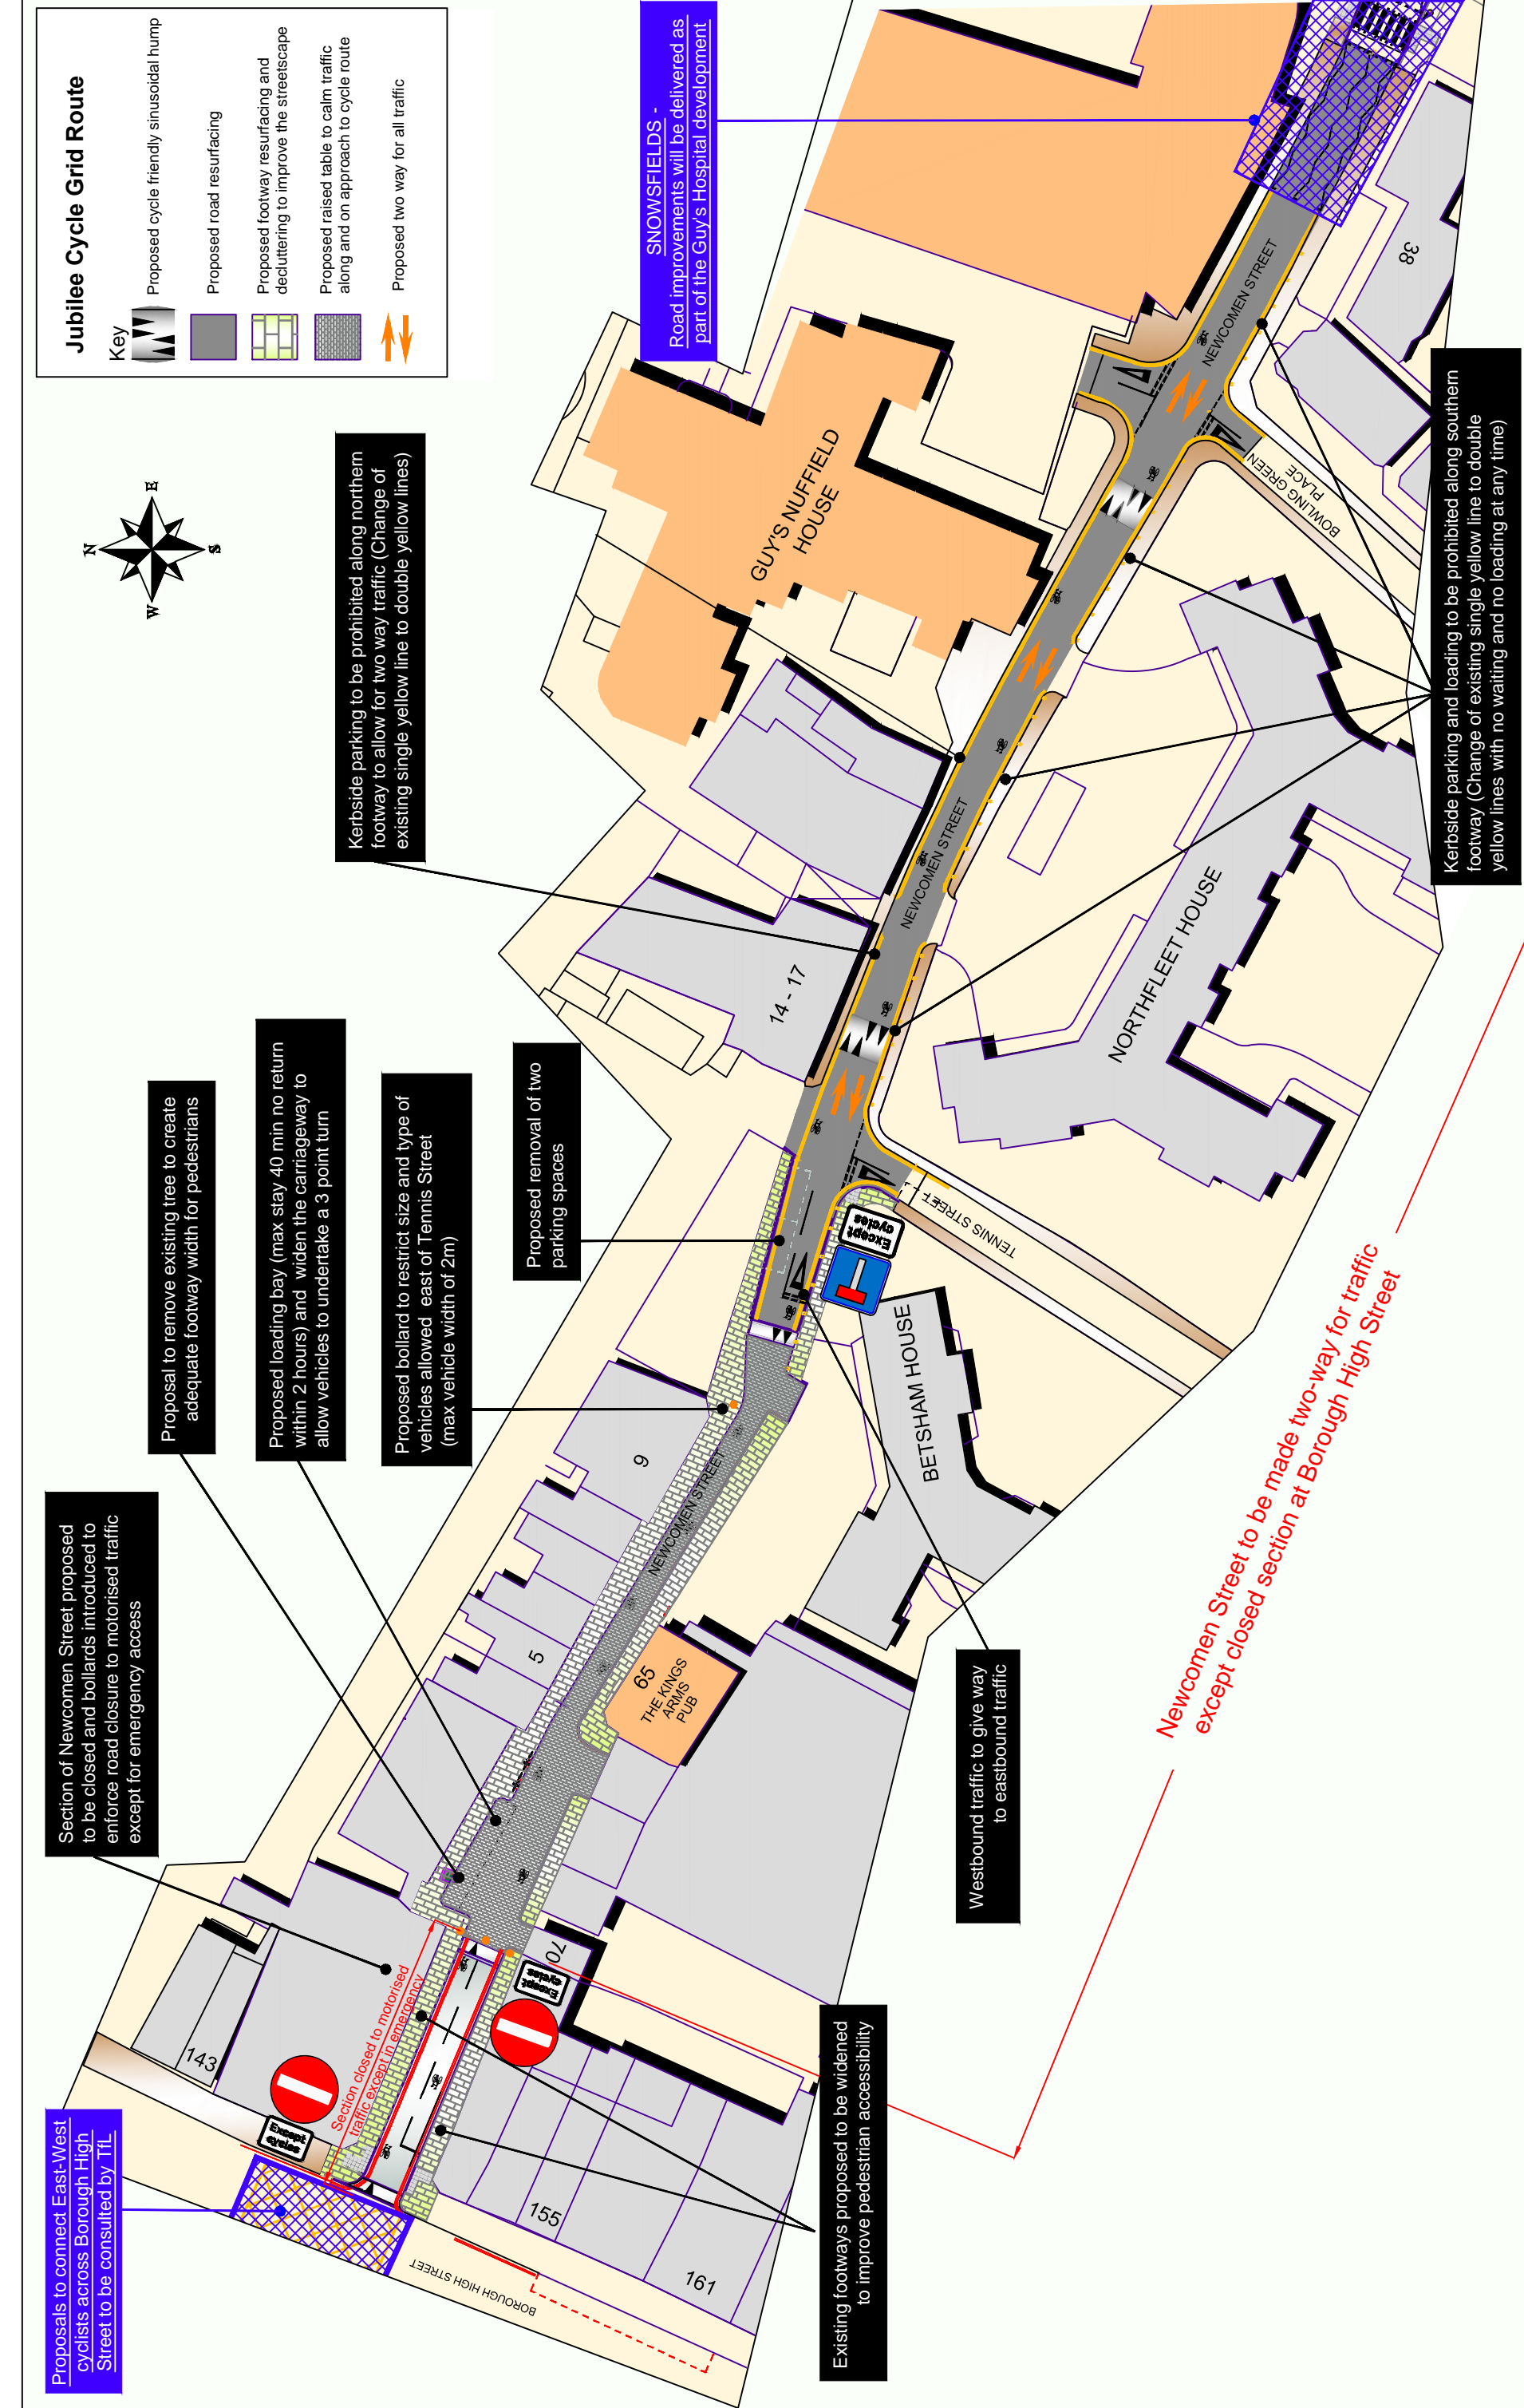 Jubilee Cycle Grid Route
Key
Proposed cycle friendly sinusoidal hump
Proposed road resurfacing
Proposed footway resurfacing and
decluttering to improve the streetscape
Proposed raised table to calm traffic
along and on approach to cycle route
Proposed two way for all traffic
N
E
S
W
Proposals to connect East-West
cyclists across Borough High
Street to be consulted by TfL
Section of Newcomen Street proposed
to be closed and bollards introduced to
enforce road closure to motorised traffic
except for emergency access
Proposal to remove existing tree to create
adequate footway width for pedestrians
Proposed loading bay (max stay 40 min no return
within 2 hours) and widen the carriageway to
allow vehicles to undertake a 3 point turn
Proposed bollard to restrict size and type of
vehicles allowed east of Tennis Street
(max vehicle width of 2m)
Proposed removal of two
parking spaces
Kerbside parking to be prohibited along northern
footway to allow for two way traffic (Change of
existing single yellow line to double yellow lines)
SNOWSFIELDS -
Road improvements will be delivered as
part of the Guy's Hospital development
143
Except
cycles
Section closed to motorised
traffic except in emergency
Except
cycles
70
155
161
BOROUGH HIGH STREET
5
9
65
THE KINGS
ARMS
PUB
NEWCOMEN STREET
BETSHAM HOUSE
Except
cycles
TENNIS STREET
14 - 17
NEWCOMEN STREET
NORTHFLEET HOUSE
GUY'S NUFFIELD
HOUSE
BOWLING GREEN
PLACE
NEWCOMEN STREET
38
Existing footways proposed to be widened
to improve pedestrian accessibility
Westbound traffic to give way
to eastbound traffic
Newcomen Street to be made two-way for traffic
except closed section at Borough High Street
Kerbside parking and loading to be prohibited along southern
footway (Change of existing single yellow line to double
yellow lines with no waiting and no loading at any time)